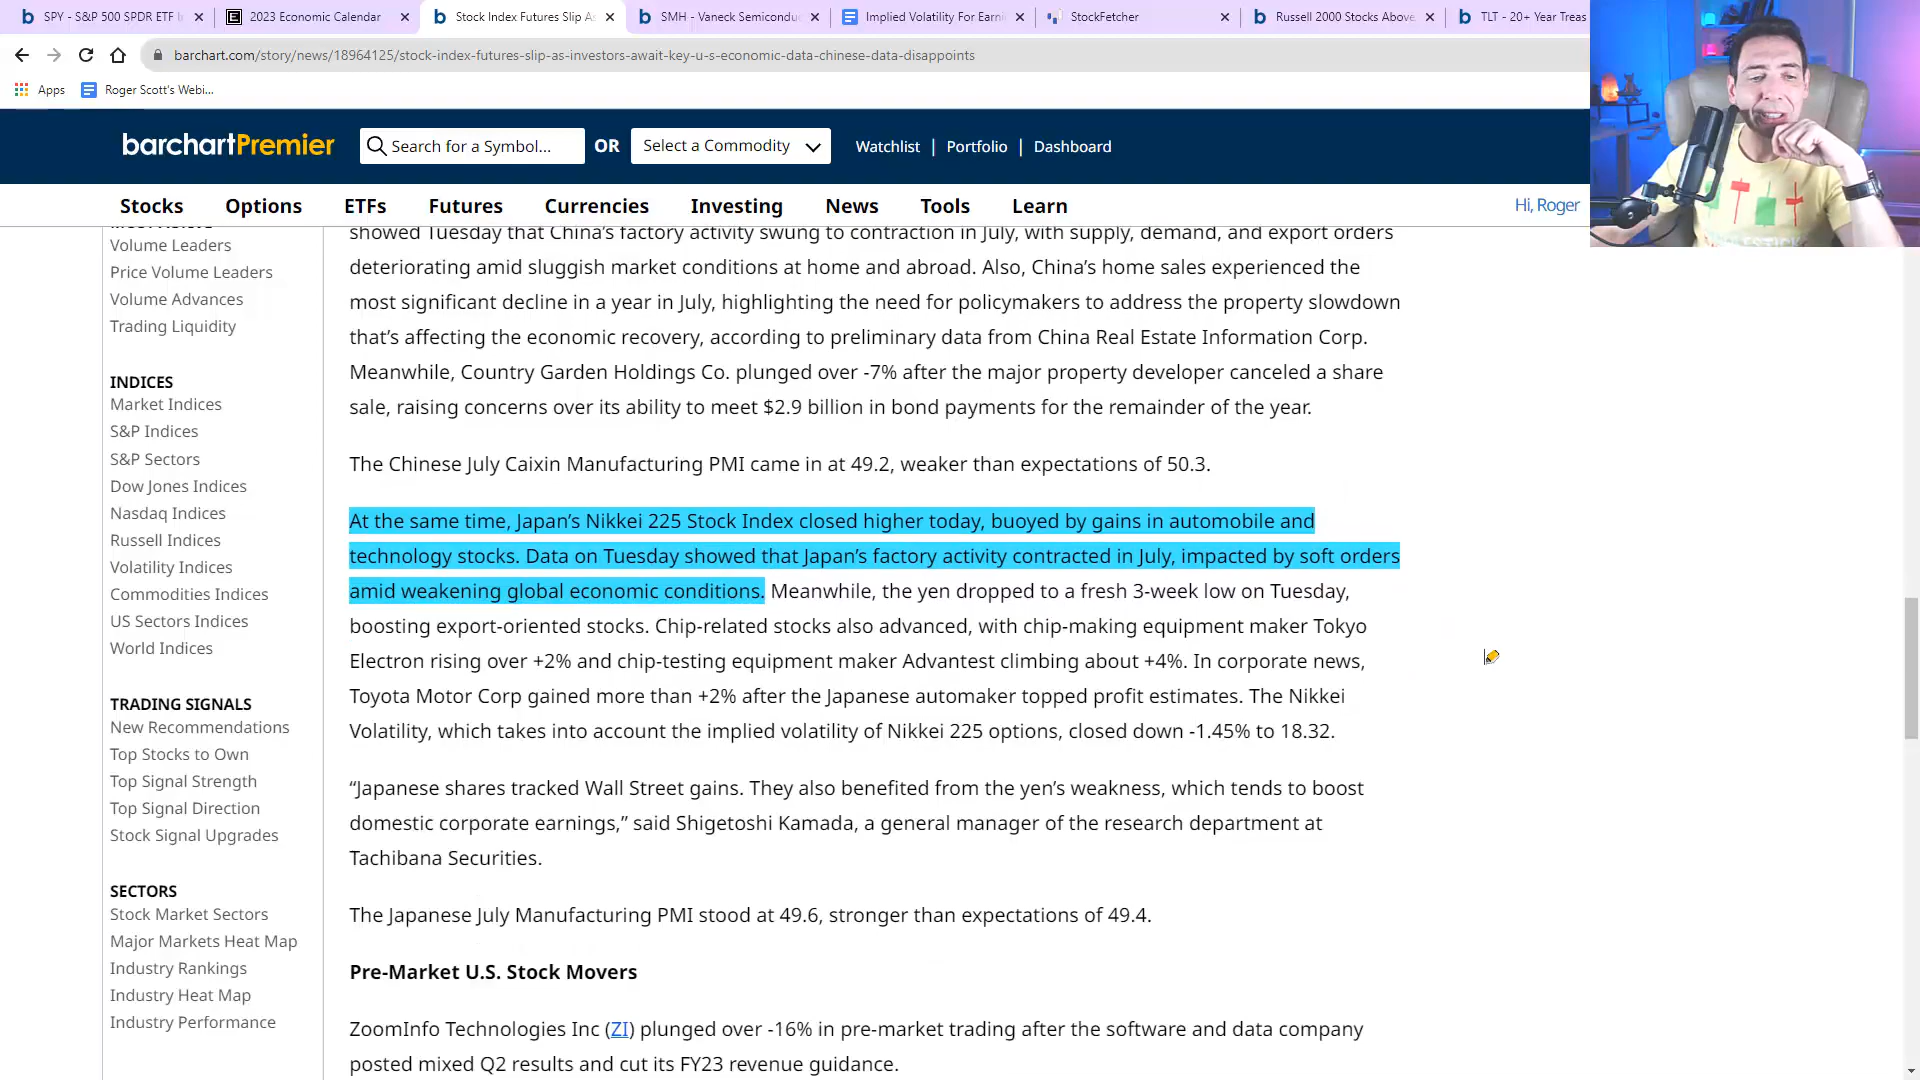 SPY - S&P 500 SPDR ETF
2023 Economic Calendar
Stock Index Futures Slip As
SMH - Vaneck Semicondu
Implied Volatility For Earni
StockFetcher
Russell 2000 Stocks Above
TLT - 20+ Year Treas
barchart.com/story/news/18964125/stock-index-futures-slip-as-investors-await-key-u-s-economic-data-chinese-data-disappoints
Apps
Roger Scott's Webi...
barchartPremier
Search for a Symbol...
OR
Select a Commodity
Watchlist | Portfolio | Dashboard
Stocks Options ETFs Futures Currencies Investing News Tools Learn
Hi, Roger
Volume Leaders
Price Volume Leaders
Volume Advances
Trading Liquidity
INDICES
Market Indices
S&P Indices
S&P Sectors
Dow Jones Indices
Nasdaq Indices
Russell Indices
Volatility Indices
Commodities Indices
US Sectors Indices
World Indices
TRADING SIGNALS
New Recommendations
Top Stocks to Own
Top Signal Strength
Top Signal Direction
Stock Signal Upgrades
SECTORS
Stock Market Sectors
Major Markets Heat Map
Industry Rankings
Industry Heat Map
Industry Performance
showed Tuesday that China's factory activity swung to contraction in July, with supply, demand, and export orders
deteriorating amid sluggish market conditions at home and abroad. Also, China's home sales experienced the
most significant decline in a year in July, highlighting the need for policymakers to address the property slowdown
that's affecting the economic recovery, according to preliminary data from China Real Estate Information Corp.
Meanwhile, Country Garden Holdings Co. plunged over -7% after the major property developer canceled a share
sale, raising concerns over its ability to meet $2.9 billion in bond payments for the remainder of the year.
The Chinese July Caixin Manufacturing PMI came in at 49.2, weaker than expectations of 50.3.
At the same time, Japan's Nikkei 225 Stock Index closed higher today, buoyed by gains in automobile and
technology stocks. Data on Tuesday showed that Japan's factory activity contracted in July, impacted by soft orders
amid weakening global economic conditions. Meanwhile, the yen dropped to a fresh 3-week low on Tuesday,
boosting export-oriented stocks. Chip-related stocks also advanced, with chip-making equipment maker Tokyo
Electron rising over +2% and chip-testing equipment maker Advantest climbing about +4%. In corporate news,
Toyota Motor Corp gained more than +2% after the Japanese automaker topped profit estimates. The Nikkei
Volatility, which takes into account the implied volatility of Nikkei 225 options, closed down -1.45% to 18.32.
“Japanese shares tracked Wall Street gains. They also benefited from the yen's weakness, which tends to boost
domestic corporate earnings,” said Shigetoshi Kamada, a general manager of the research department at
Tachibana Securities.
The Japanese July Manufacturing PMI stood at 49.6, stronger than expectations of 49.4.
Pre-Market U.S. Stock Movers
ZoomInfo Technologies Inc (ZI) plunged over -16% in pre-market trading after the software and data company
posted mixed Q2 results and cut its FY23 revenue guidance.